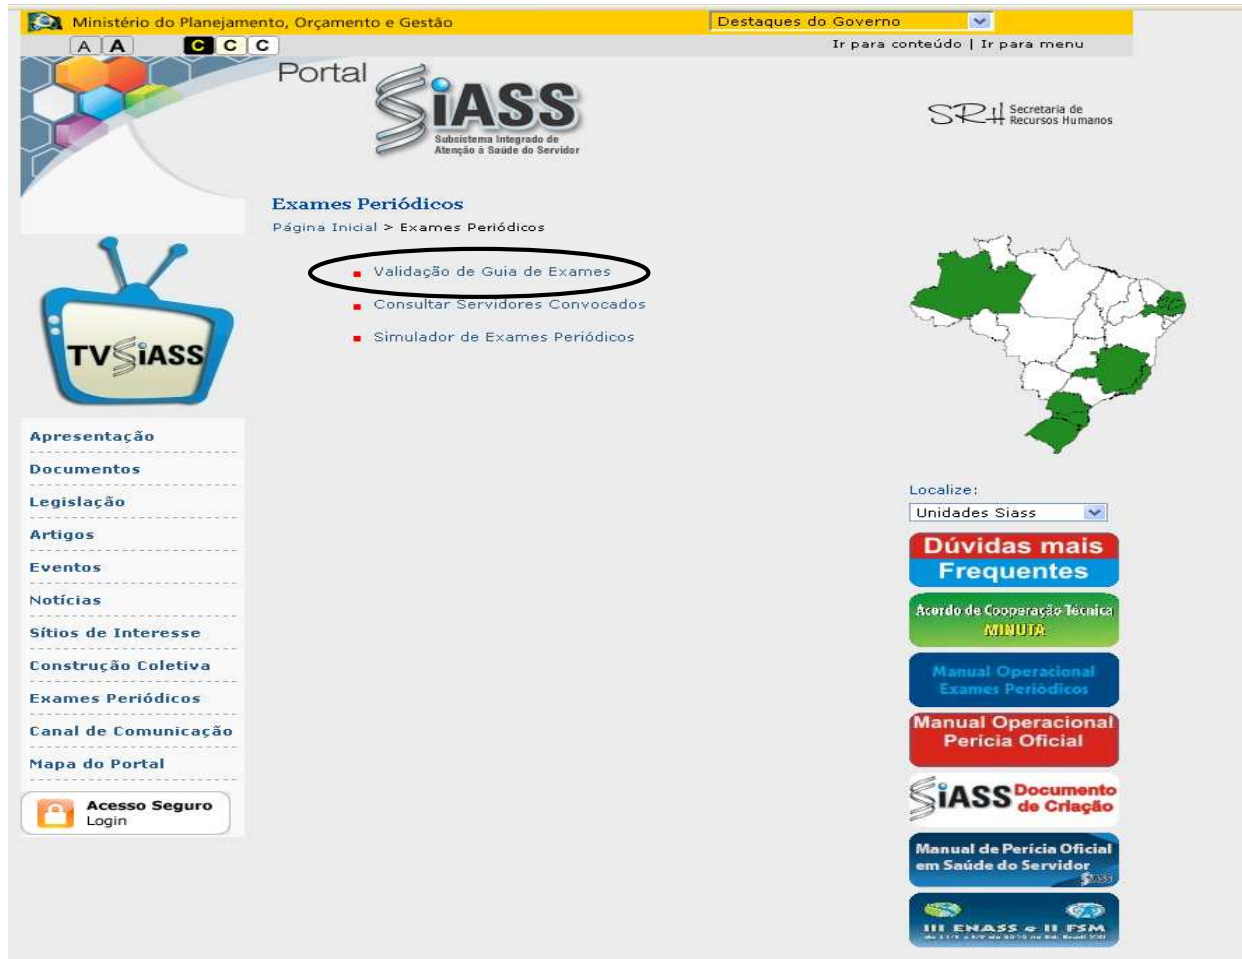 Ministério do Planejamento, Orçamento e Gestão
Destaques do Governo
A A C C C
Ir para conteúdo | Ir para menu
Portal
SiASS
Subsistema Integrado de
Atenção à Saúde do Servidor
SRH Secretaria de
Recursos Humanos
Exames Periódicos
Página Inicial > Exames Periódicos
Validação de Guia de Exames
Consultar Servidores Convocados
Simulador de Exames Periódicos
TVSiASS
Apresentação
Documentos
Legislação
Artigos
Eventos
Notícias
Sítios de Interesse
Construção Coletiva
Exames Periódicos
Canal de Comunicação
Mapa do Portal
Acesso Seguro
Login
Localize:
Unidades Siass
Dúvidas mais
Frequentes
Acordo de Cooperação Técnica
MINUTA
Manual Operacional
Exames Periódicos
Manual Operacional
Perícia Oficial
SiASS Documento
de Criação
Manual de Perícia Oficial
em Saúde do Servidor
SIASS
III ENASS e II FSM